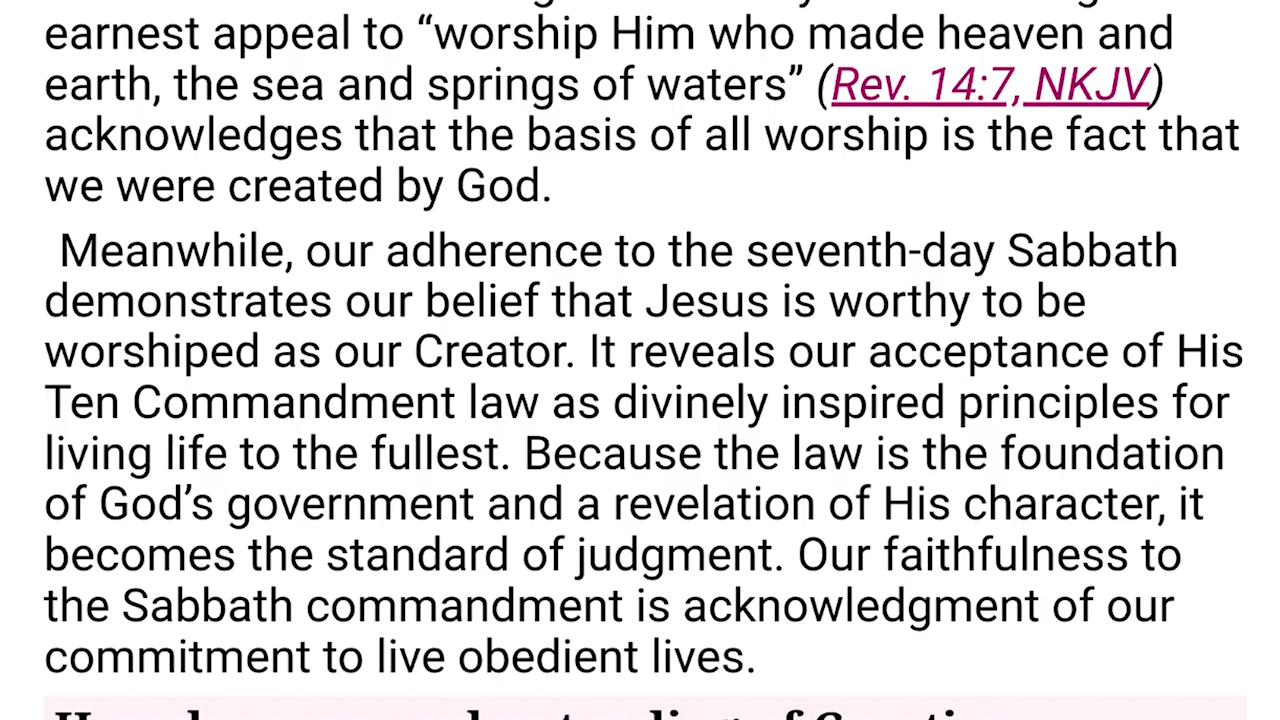 earnest appeal to “worship Him who made heaven and
earth, the sea and springs of waters” (Rev. 14:7, NKJV)
acknowledges that the basis of all worship is the fact that
we were created by God.
Meanwhile, our adherence to the seventh-day Sabbath
demonstrates our belief that Jesus is worthy to be
worshiped as our Creator. It reveals our acceptance of His
Ten Commandment law as divinely inspired principles for
living life to the fullest. Because the law is the foundation
of God’s government and a revelation of His character, it
becomes the standard of judgment. Our faithfulness to
the Sabbath commandment is acknowledgment of our
commitment to live obedient lives.